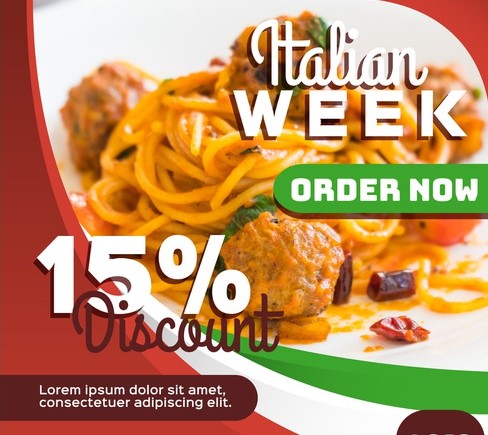 Italian
WEEK
ORDER NOW
15%
Discount
Lorem ipsum dolor sit amet,
consectetuer adipiscing elit.